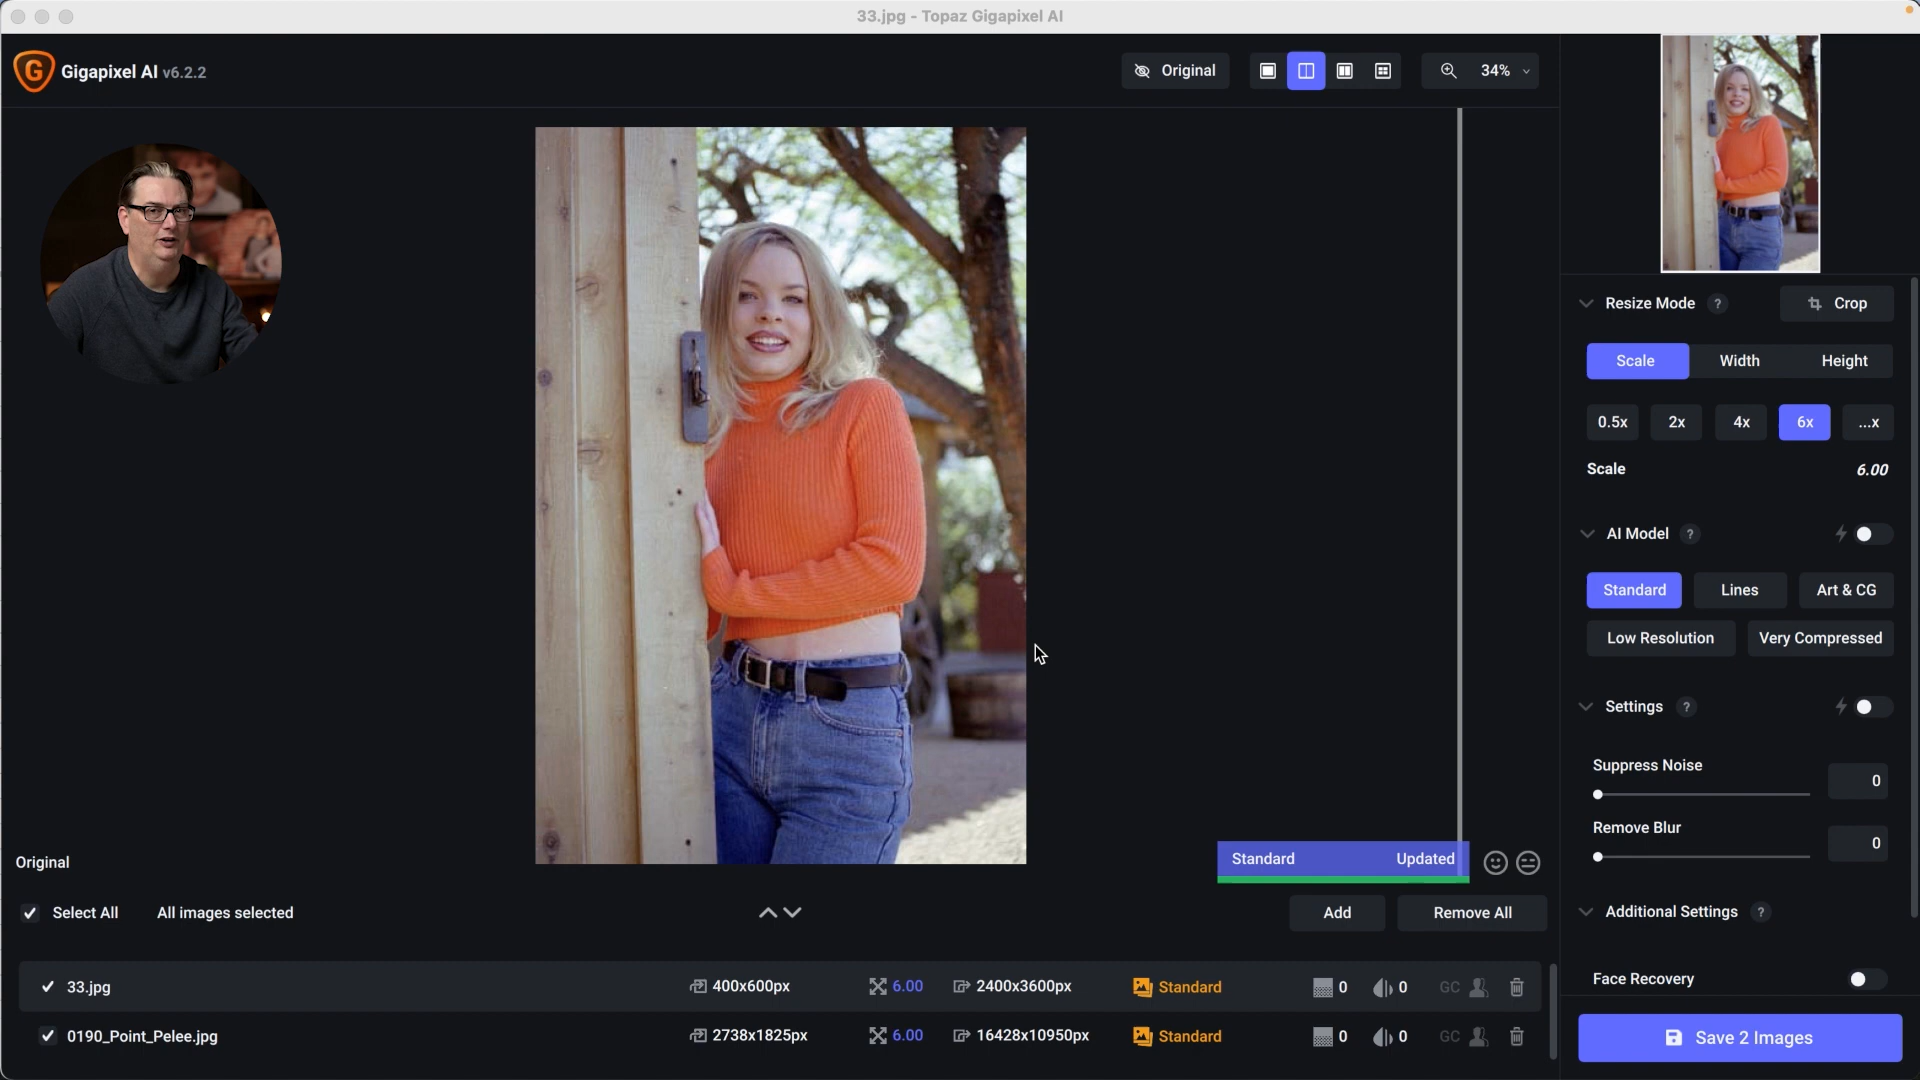 33.jpg - Topaz Gigapixel AI
G Gigapixel AI v6.2.2
Original
34%
Resize Mode ?
Crop
Scale Width Height
0.5x 2x 4x 6x ...x
Scale 6.00
AI Model ?
Standard Lines Art & CG
Low Resolution Very Compressed
Settings ?
Suppress Noise
0
Remove Blur
0
Original
Standard Updated
Select All All images selected
Add Remove All
Additional Settings ?
33.jpg 400x600px 6.00 2400x3600px Standard 0 0 GC
Face Recovery
0190_Point_Pelee.jpg 2738x1825px 6.00 16428x10950px Standard 0 0 GC
Save 2 Images